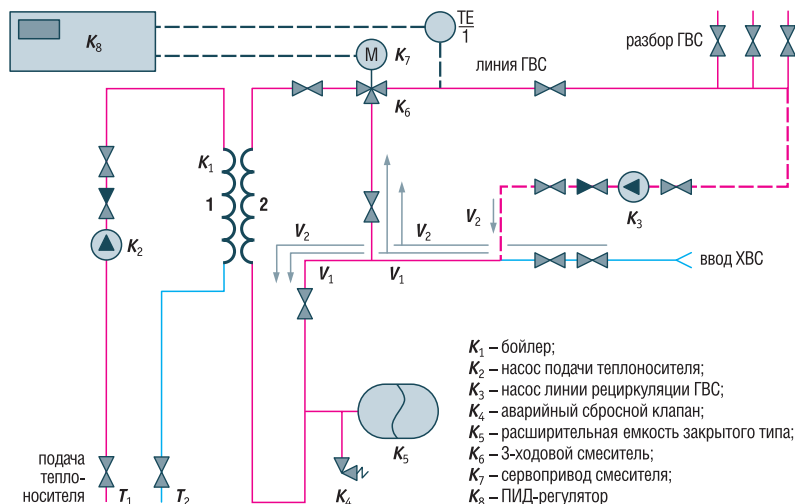 K8
TE
1
M
K7
K6
линия ГВС
разбор ГВС
K1
1
2
K2
K3
V2
V2
V2
V1
V1
ввод ХВС
K5
K4
подача
тепло-
носителя
T1
T2
K1 – бойлер;
K2 – насос подачи теплоносителя;
K3 – насос линии рециркуляции ГВС;
K4 – аварийный сбросной клапан;
K5 – расширительная емкость закрытого типа;
K6 – 3-ходовой смеситель;
K7 – сервопривод смесителя;
K8 – ПИД-регулятор